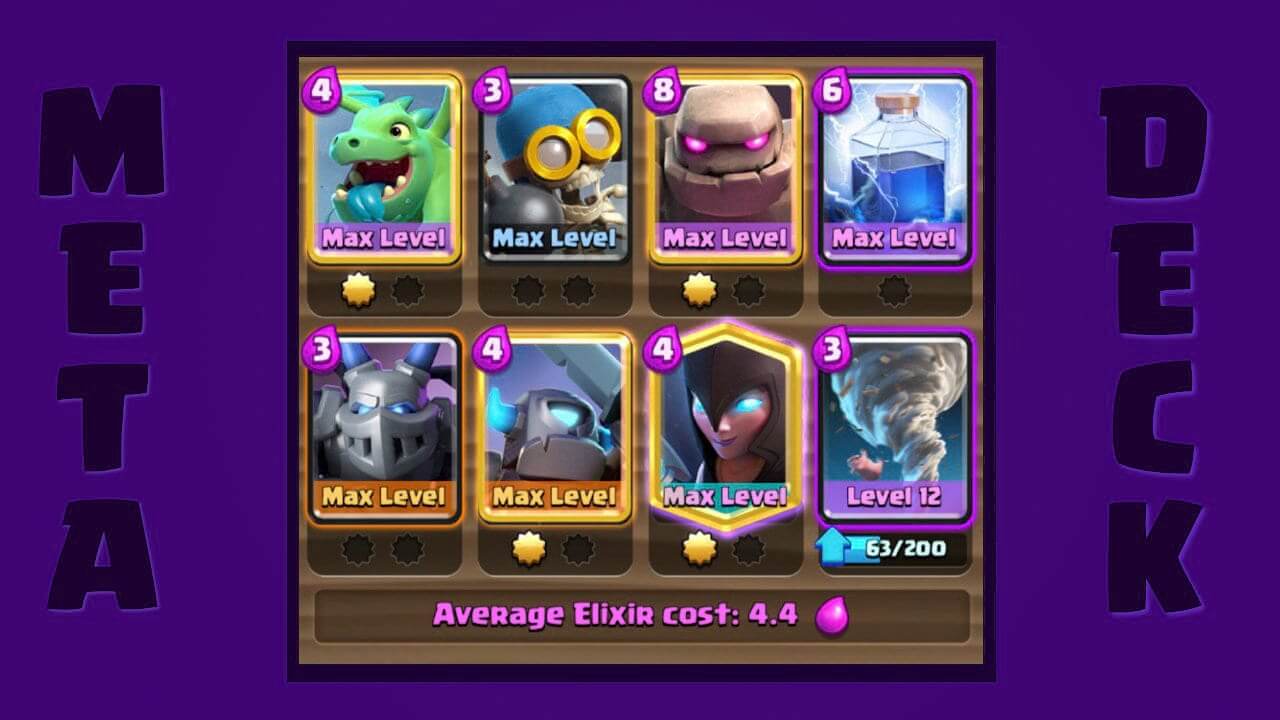 META
4 3 8 6
Max Level Max Level Max Level Max Level
3 4 4 3
Max Level Max Level Max Level Level 12
63/200
Average Elixir cost: 4.4
DECK